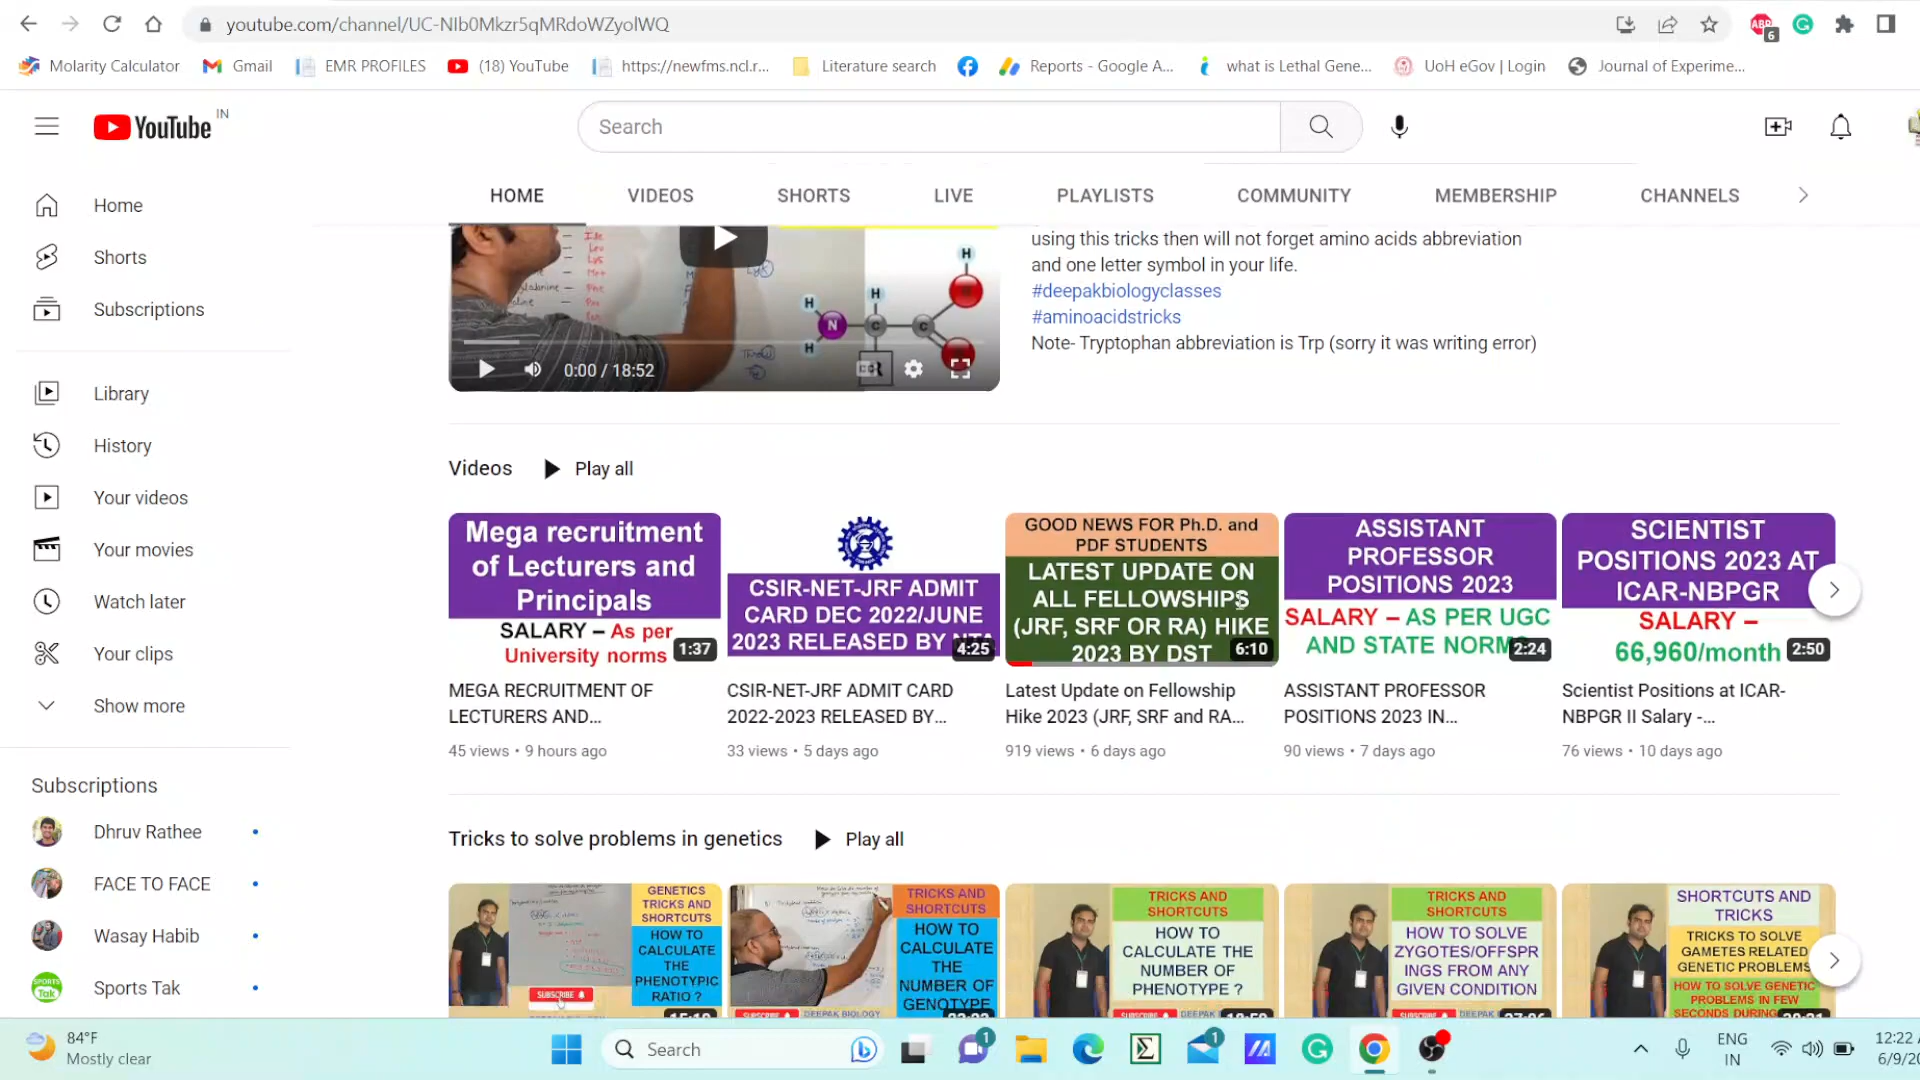 youtube.com/channel/UC-NIb0Mkzr5qMRdoWZyolWQ
6
Molarity Calculator
Gmail
EMR PROFILES
(18) YouTube
https://newfms.ncl.r...
Literature search
Reports - Google A...
what is Lethal Gene...
UoH eGov | Login
Journal of Experime...
YouTube IN
Search
HOME
VIDEOS
SHORTS
LIVE
PLAYLISTS
COMMUNITY
MEMBERSHIP
CHANNELS
Home
Shorts
Subscriptions
Library
History
Your videos
Your movies
Watch later
Your clips
Show more
Subscriptions
Dhruv Rathee
FACE TO FACE
Wasay Habib
Sports Tak
H
H
H
N
C
C
H
R
0:00 / 18:52
using this tricks then will not forget amino acids abbreviation
and one letter symbol in your life.
#deepakbiologyclasses
#aminoacidstricks
Note- Tryptophan abbreviation is Trp (sorry it was writing error)
Videos
Play all
Mega recruitment
of Lecturers and
Principals
SALARY – As per
University norms
1:37
MEGA RECRUITMENT OF
LECTURERS AND...
45 views • 9 hours ago
CSIR-NET-JRF ADMIT
CARD DEC 2022/JUNE
2023 RELEASED BY NTA
4:25
CSIR-NET-JRF ADMIT CARD
2022-2023 RELEASED BY...
33 views • 5 days ago
GOOD NEWS FOR Ph.D. and
PDF STUDENTS
LATEST UPDATE ON
ALL FELLOWSHIPS
(JRF, SRF OR RA) HIKE
2023 BY DST
6:10
Latest Update on Fellowship
Hike 2023 (JRF, SRF and RA...
919 views • 6 days ago
ASSISTANT
PROFESSOR
POSITIONS 2023
SALARY – AS PER UGC
AND STATE NORM
2:24
ASSISTANT PROFESSOR
POSITIONS 2023 IN...
90 views • 7 days ago
SCIENTIST
POSITIONS 2023 AT
ICAR-NBPGR
SALARY –
66,960/month
2:50
Scientist Positions at ICAR-
NBPGR II Salary -...
76 views • 10 days ago
Tricks to solve problems in genetics
Play all
GENETICS
TRICKS AND
SHORTCUTS
HOW TO
CALCULATE
THE
PHENOTYPIC
RATIO ?
SUBSCRIBE
TRICKS AND
SHORTCUTS
HOW TO
CALCULATE
THE
NUMBER OF
GENOTYPE
DEEPAK BIOLOGY
TRICKS AND
SHORTCUTS
HOW TO
CALCULATE THE
NUMBER OF
PHENOTYPE ?
TRICKS AND
SHORTCUTS
HOW TO SOLVE
ZYGOTES/OFFSPR
INGS FROM ANY
GIVEN CONDITION
SHORTCUTS AND
TRICKS
TRICKS TO SOLVE
GAMETES RELATED
GENETIC PROBLEMS
HOW TO SOLVE GENETIC
PROBLEMS IN FEW
84°F
Mostly clear
Search
1
1
ENG
IN
12:22
6/9/20